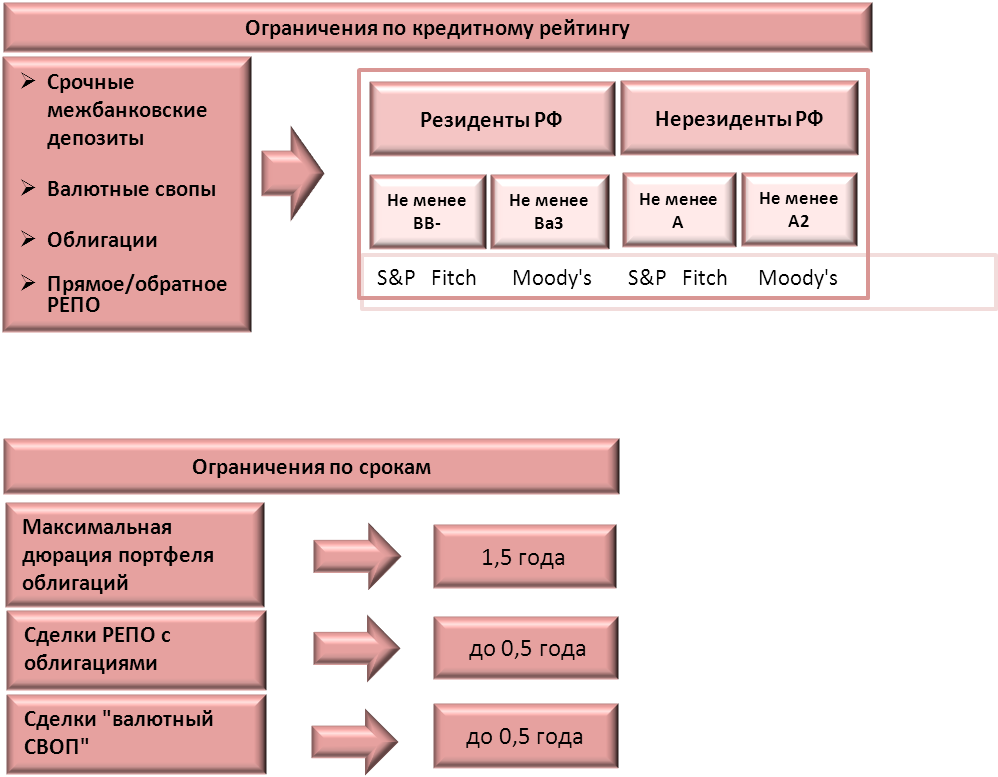 Ограничения по кредитному рейтингу
➢ Срочные
межбанковские
депозиты
➢ Валютные свопы
➢ Облигации
➢ Прямое/обратное
РЕПО
Резиденты РФ
Нерезиденты РФ
Не менее
BB-
Не менее
Ba3
Не менее
A
Не менее
A2
S&P Fitch Moody's S&P Fitch Moody's
Ограничения по срокам
Максимальная
дюрация портфеля
облигаций
1,5 года
Сделки РЕПО с
облигациями
до 0,5 года
Сделки "валютный
СВОП"
до 0,5 года